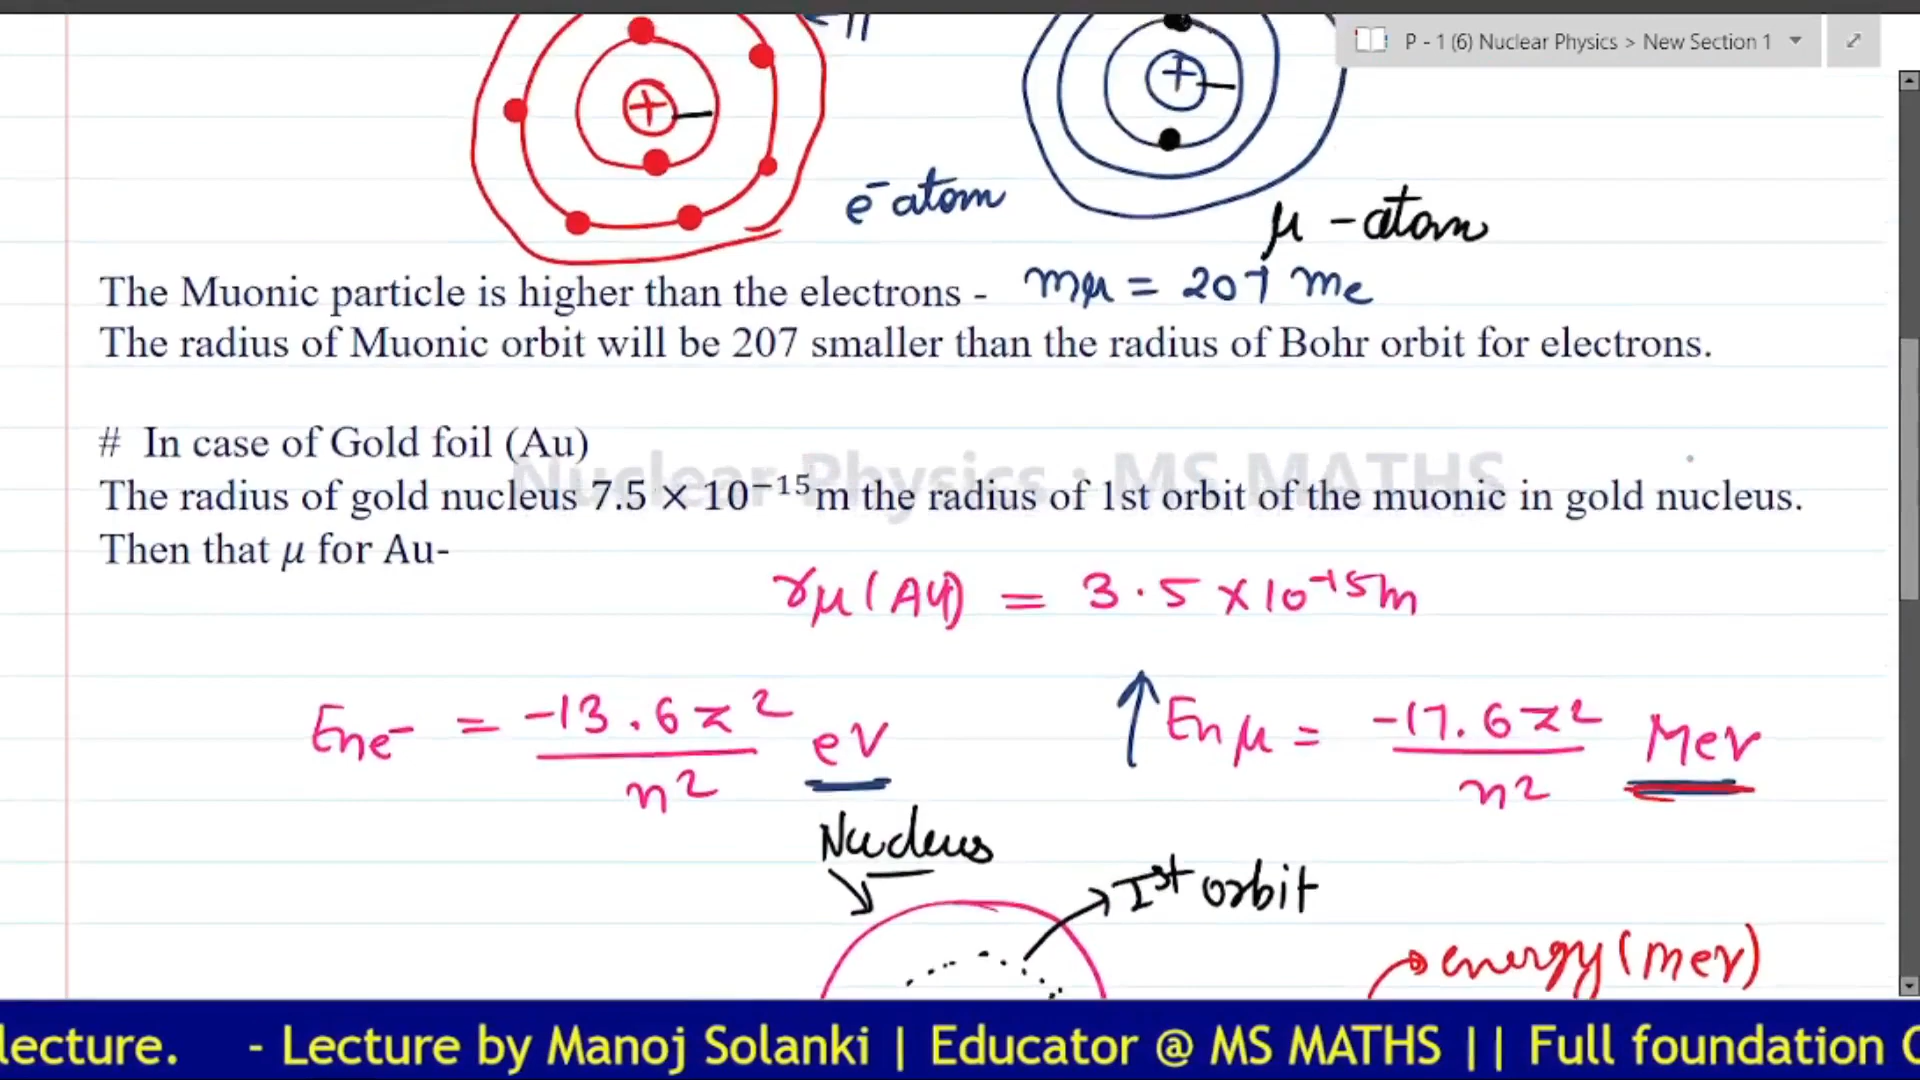 π
P - 1 (6) Nuclear Physics > New Section 1
+
+
e⁻ atom
μ - atom
The Muonic particle is higher than the electrons - mμ = 207 me
The radius of Muonic orbit will be 207 smaller than the radius of Bohr orbit for electrons.
# In case of Gold foil (Au)
Nuclear Physics : MS MATHS
The radius of gold nucleus 7.5 × 10⁻¹⁵m the radius of 1st orbit of the muonic in gold nucleus.
Then that μ for Au-
rμ(Au) = 3.5 × 10⁻¹⁵m
Ene⁻ = -13.6z²/n² eV
↑ Enμ = -17.6z²/n² Mev
Nucleus
Ist orbit
energy (mev)
lecture. - Lecture by Manoj Solanki | Educator @ MS MATHS || Full foundation